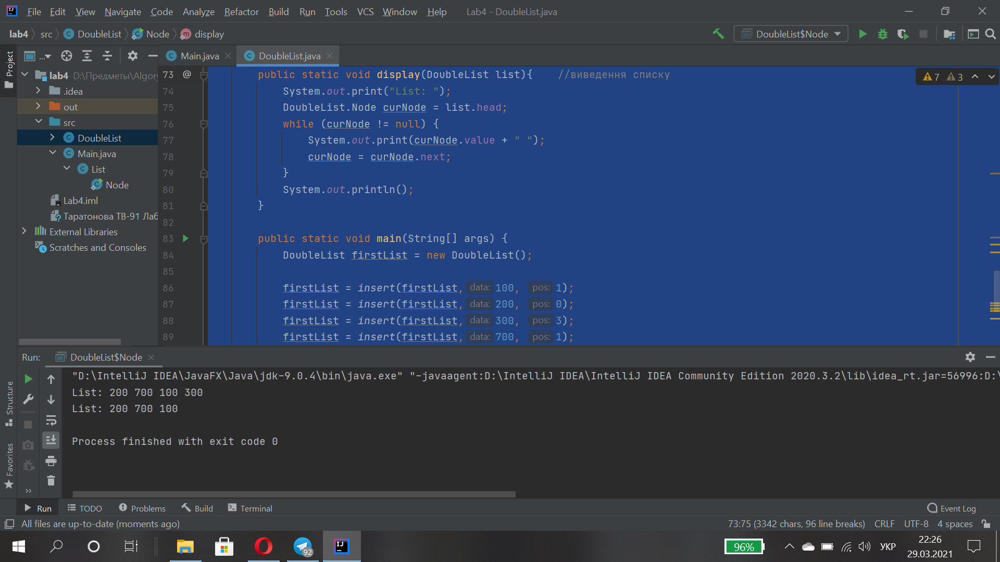 File Edit View Navigate Code Analyze Refactor Build Run Tools VCS Window Help Lab4 - DoubleList.java
lab4 src DoubleList Node display DoubleList$Node
Project
... Main.java DoubleList.java
lab4 D:\Предметы\Algory
.idea
out
src
DoubleList
Main.java
List
Node
Lab4.iml
Таратонова ТВ-91 Лаб
External Libraries
Scratches and Consoles
7 3
73 @ public static void display(DoubleList list){ //виведення списку
74 System.out.print("List: ");
75 DoubleList.Node curNode = list.head;
76 while (curNode != null) {
77 System.out.print(curNode.value + " ");
78 curNode = curNode.next;
79 }
80 System.out.println();
81 }
82
83 public static void main(String[] args) {
84 DoubleList firstList = new DoubleList();
85
86 firstList = insert(firstList, data: 100, pos: 1);
87 firstList = insert(firstList, data: 200, pos: 0);
88 firstList = insert(firstList, data: 300, pos: 3);
89 firstList = insert(firstList, data: 700, pos: 1);
Run: DoubleList$Node
"D:\IntelliJ IDEA\JavaFX\Java\jdk-9.0.4\bin\java.exe" "-javaagent:D:\IntelliJ IDEA\IntelliJ IDEA Community Edition 2020.3.2\lib\idea_rt.jar=56996:D:\
List: 200 700 100 300
List: 200 700 100
Process finished with exit code 0
Structure
Favorites
Run TODO Problems Build Terminal Event Log
All files are up-to-date (moments ago) 73:75 (3342 chars, 96 line breaks) CRLF UTF-8 4 spaces
92
96% УКР 22:26
29.03.2021